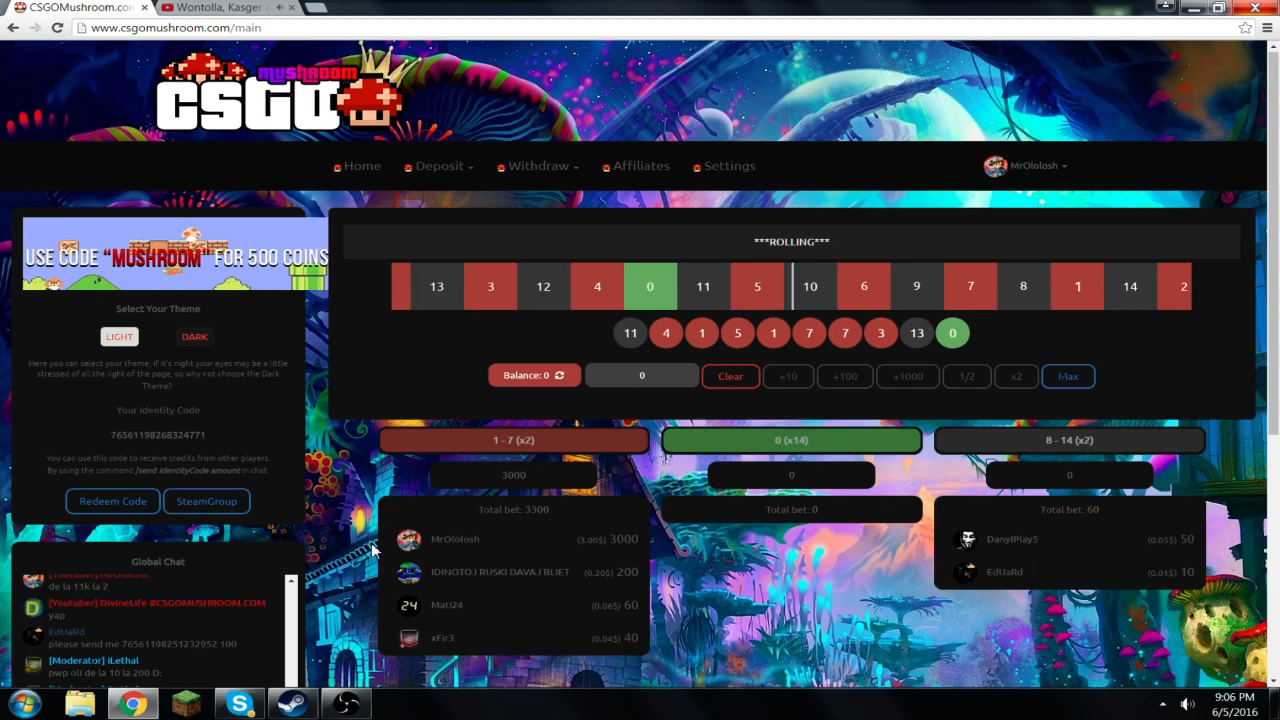 CSGOMushroom.com
Wontolla, Kasger
www.csgomushroom.com/main
mushroom
CSGO
Home
Deposit
Withdraw
Affiliates
Settings
MrOlolosh
USE CODE "MUSHROOM" FOR 500 COINS
Select Your Theme
LIGHT
DARK
Here you can select your theme, if it's night your eyes may be a little
stressed of all the light of the page, so why not choose the Dark
Theme?
Your Identity Code
76561198268324771
You can use this code to receive credits from other players.
By using the command /send IdentityCode amount in chat
Redeem Code
SteamGroup
Global Chat
de la 11k la 2
[Youtuber] DivineLife #CSGOMUSHROOM.COM
yap
EdUaRd
please send me 76561198251232952 100
[Moderator] iLethal
pwp oli de la 10 la 200 D:
***ROLLING***
13 3 12 4 0 11 5 10 6 9 7 8 1 14 2
11 4 1 5 1 7 7 3 13 0
Balance: 0
0
Clear
+10
+100
+1000
1/2
x2
Max
1 - 7 (x2)
3000
Total bet: 3300
MrOlolosh (3.00$) 3000
IDINOTOJ RUSKI DAVAJ BLIET (0.20$) 200
Mati24 (0.06$) 60
xFir3 (0.04$) 40
0 (x14)
0
Total bet: 0
8 - 14 (x2)
0
Total bet: 60
DanyIPlay5 (0.05$) 50
EdUaRd (0.01$) 10
9:06 PM
6/5/2016